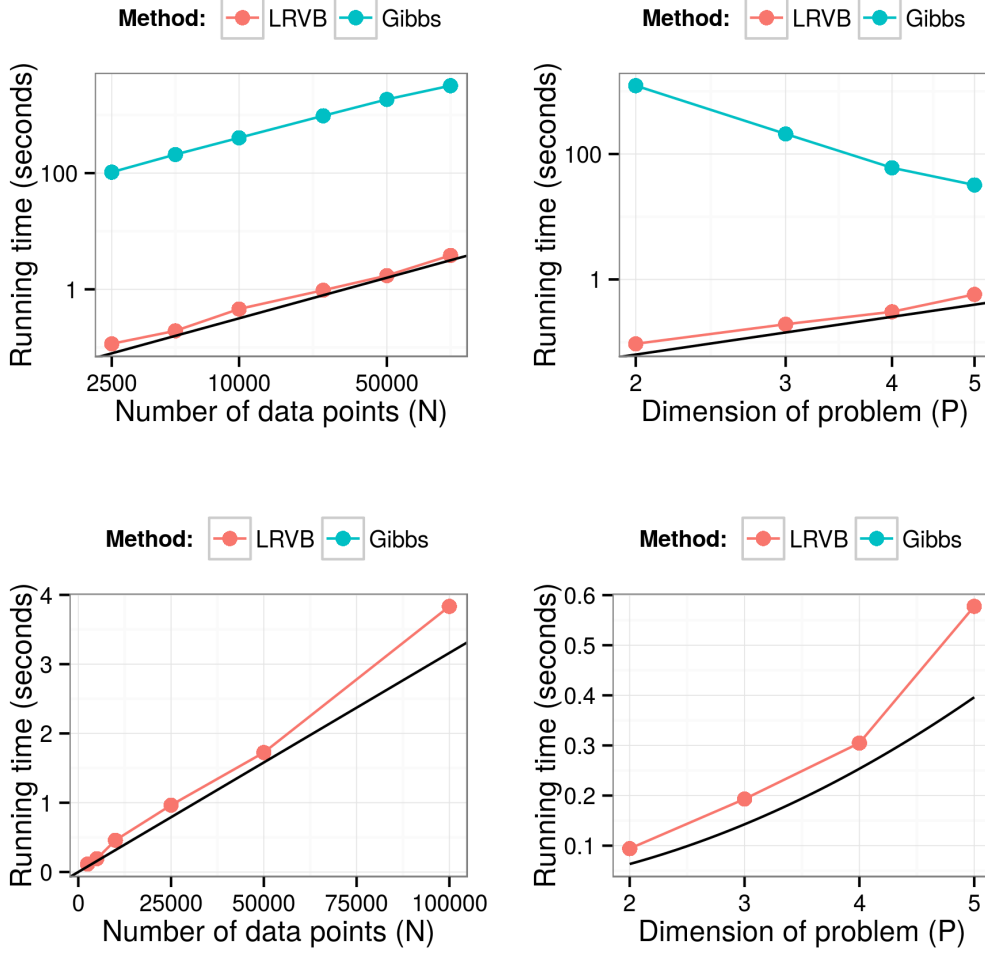 Method: LRVB Gibbs
Running time (seconds)
100
1
2500 10000 50000
Number of data points (N)
Method: LRVB Gibbs
Running time (seconds)
100
1
2 3 4 5
Dimension of problem (P)
Method: LRVB Gibbs
Running time (seconds)
4
3
2
1
0
0 25000 50000 75000 100000
Number of data points (N)
Method: LRVB Gibbs
Running time (seconds)
0.6
0.5
0.4
0.3
0.2
0.1
2 3 4 5
Dimension of problem (P)